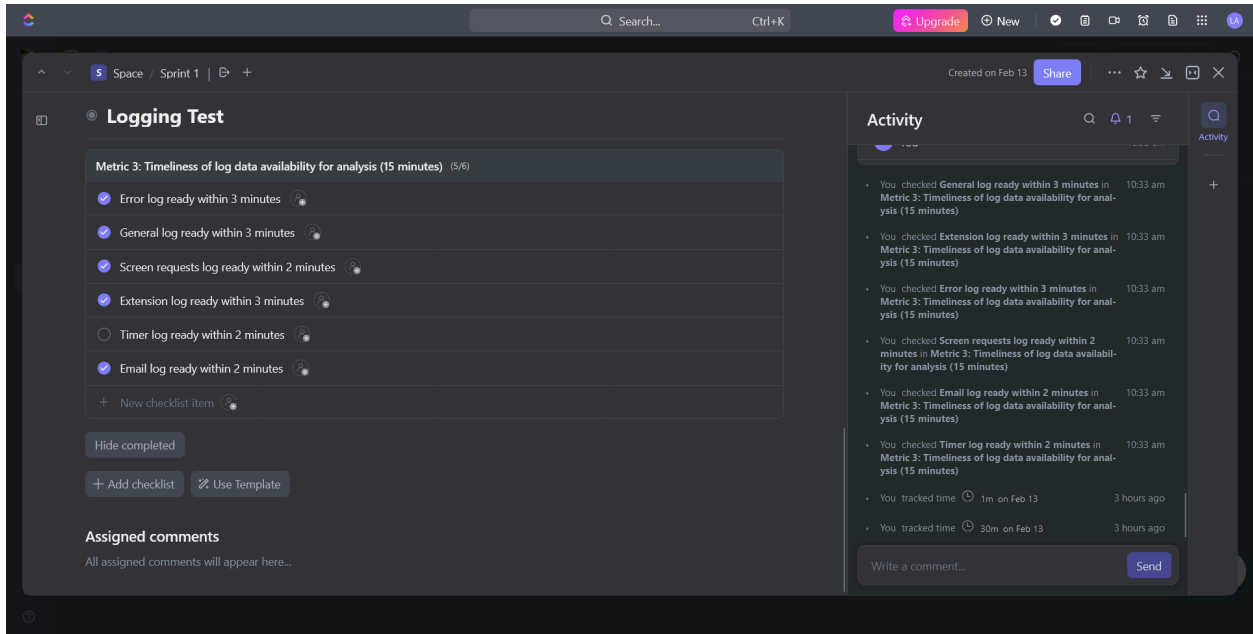 Search...
Ctrl+K
Upgrade
New
LA
S Space / Sprint 1
Created on Feb 13
Share
Logging Test
Metric 3: Timeliness of log data availability for analysis (15 minutes) (5/6)
Error log ready within 3 minutes
General log ready within 3 minutes
Screen requests log ready within 2 minutes
Extension log ready within 3 minutes
Timer log ready within 2 minutes
Email log ready within 2 minutes
+ New checklist item
Hide completed
+ Add checklist
Use Template
Assigned comments
All assigned comments will appear here...
Activity
1
Activity
You checked General log ready within 3 minutes in 10:33 am
Metric 3: Timeliness of log data availability for anal-
ysis (15 minutes)
You checked Extension log ready within 3 minutes in 10:33 am
Metric 3: Timeliness of log data availability for anal-
ysis (15 minutes)
You checked Error log ready within 3 minutes in 10:33 am
Metric 3: Timeliness of log data availability for anal-
ysis (15 minutes)
You checked Screen requests log ready within 2 10:33 am
minutes in Metric 3: Timeliness of log data availabil-
ity for analysis (15 minutes)
You checked Email log ready within 2 minutes in 10:33 am
Metric 3: Timeliness of log data availability for anal-
ysis (15 minutes)
You checked Timer log ready within 2 minutes in 10:33 am
Metric 3: Timeliness of log data availability for anal-
ysis (15 minutes)
You tracked time 1m on Feb 13 3 hours ago
You tracked time 30m on Feb 13 3 hours ago
Write a comment...
Send